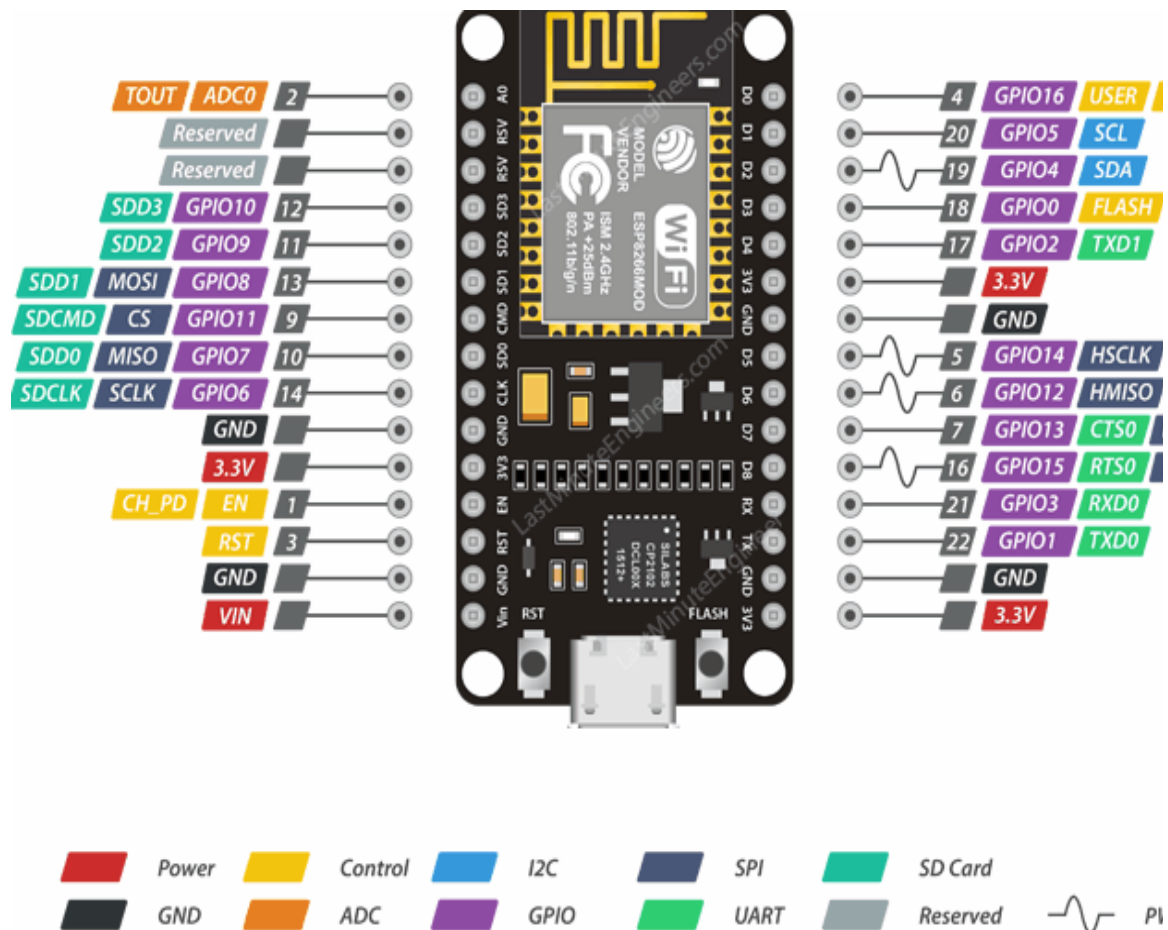 TOUT ADC0 2 A0 D0 4 GPIO16 USER
Reserved RSV D1 20 GPIO5 SCL
Reserved RSV D2 19 GPIO4 SDA
SDD3 GPIO10 12 SD3 D3 18 GPIO0 FLASH
SDD2 GPIO9 11 SD2 D4 17 GPIO2 TXD1
SDD1 MOSI GPIO8 13 SD1 3V3 3.3V
SDCMD CS GPIO11 9 CMD GND GND
SDD0 MISO GPIO7 10 SD0 D5 5 GPIO14 HSCLK
SDCLK SCLK GPIO6 14 CLK D6 6 GPIO12 HMISO
GND GND D7 7 GPIO13 CTS0
3.3V 3V3 D8 16 GPIO15 RTS0
CH_PD EN 1 EN RX 21 GPIO3 RXD0
RST 3 RST TX 22 GPIO1 TXD0
GND GND GND GND
VIN Vin 3V3 3.3V
MODEL
VENDOR
ESP8266MOD
WiFi
FC
ISM 2.4GHz
PA +25dBm
802.11b/g/n
SILABS
CP2102
DCL00X
1512+
RST FLASH
LastMinuteEngineers.com
LastMinuteEngineers.com
LastMinuteEngineer
Power Control I2C SPI SD Card
GND ADC GPIO UART Reserved